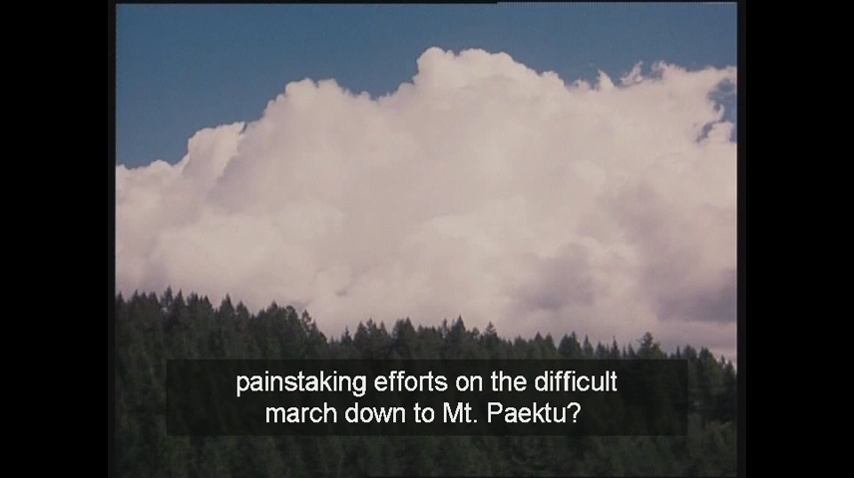 painstaking efforts on the difficult
march down to Mt. Paektu?